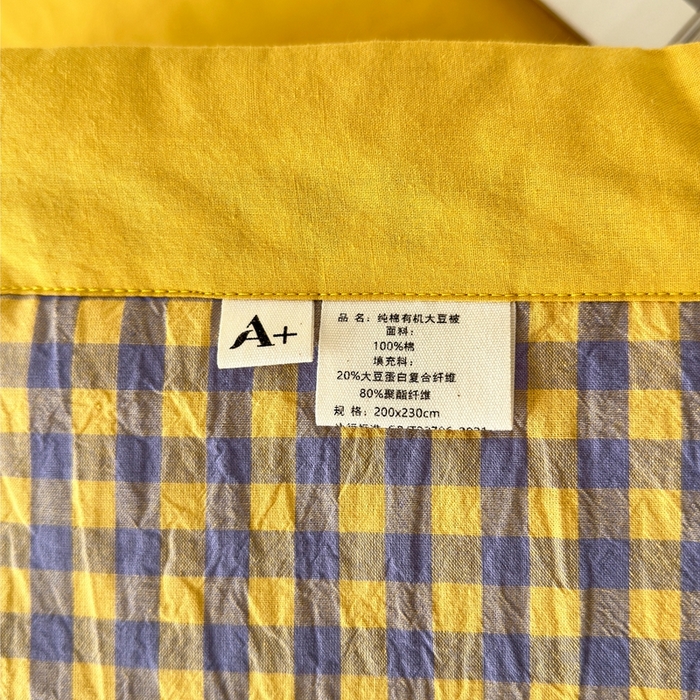 A+
品 名：纯棉有机大豆被
面料：
100%棉
填充料：
20%大豆蛋白复合纤维
80%聚酯纤维
规 格：200x230cm